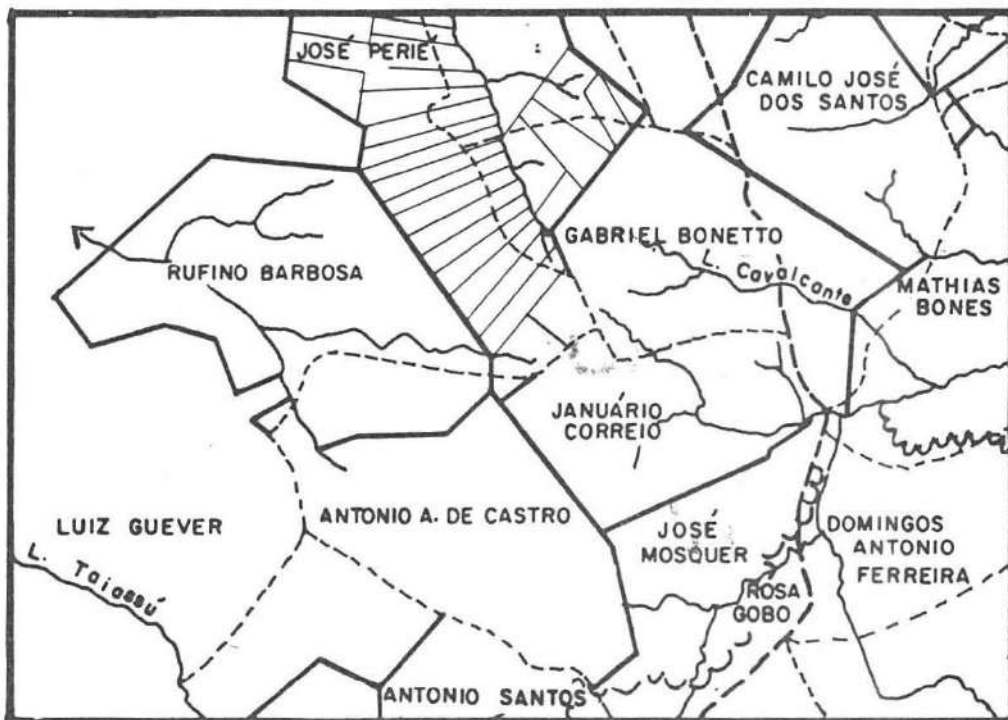 JOSÉ PERIÉ
CAMILO JOSÉ
DOS SANTOS
GABRIEL BONETTO
RUFINO BARBOSA
L. Cavalcante
MATHIAS
BONES
JANUÁRIO
CORREIO
ANTONIO A. DE CASTRO
LUIZ GUEVER
JOSÉ
MOSQUER
DOMINGOS
ANTONIO
FERREIRA
L. Taiassú
ROSA
GOBO
ANTONIO SANTOS